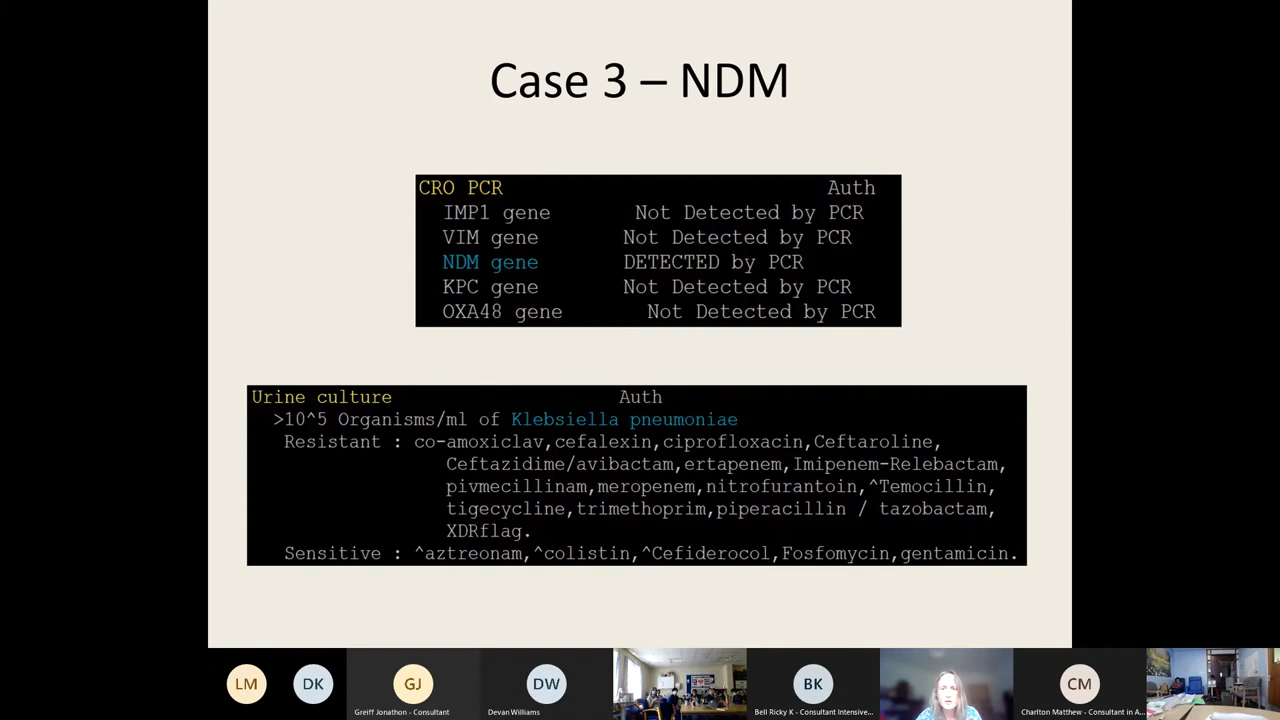 Case 3 – NDM
CRO PCR Auth
IMP1 gene Not Detected by PCR
VIM gene Not Detected by PCR
NDM gene DETECTED by PCR
KPC gene Not Detected by PCR
OXA48 gene Not Detected by PCR
Urine culture Auth
>10^5 Organisms/ml of Klebsiella pneumoniae
Resistant : co-amoxiclav,cefalexin,ciprofloxacin,Ceftaroline,
Ceftazidime/avibactam,ertapenem,Imipenem-Relebactam,
pivmecillinam,meropenem,nitrofurantoin,^Temocillin,
tigecycline,trimethoprim,piperacillin / tazobactam,
XDRflag.
Sensitive : ^aztreonam,^colistin,^Cefiderocol,Fosfomycin,gentamicin.
LM DK GJ DW BK CM
Greiff Jonathon - Consultant Devan Williams Bell Ricky K - Consultant Intensive... Charlton Matthew - Consultant in A...